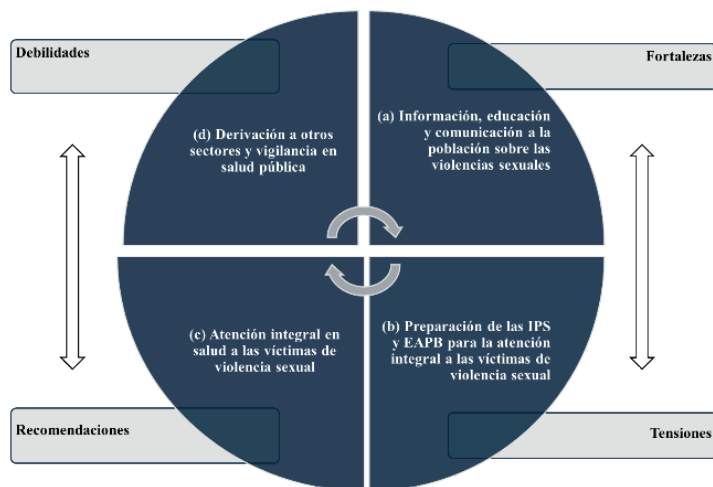 Debilidades
Fortalezas
(d) Derivación a otros
sectores y vigilancia en
salud pública
(a) Información, educación
y comunicación a la
población sobre las
violencias sexuales
(c) Atención integral en
salud a las víctimas de
violencia sexual
(b) Preparación de las IPS
y EAPB para la atención
integral a las víctimas de
violencia sexual
Recomendaciones
Tensiones